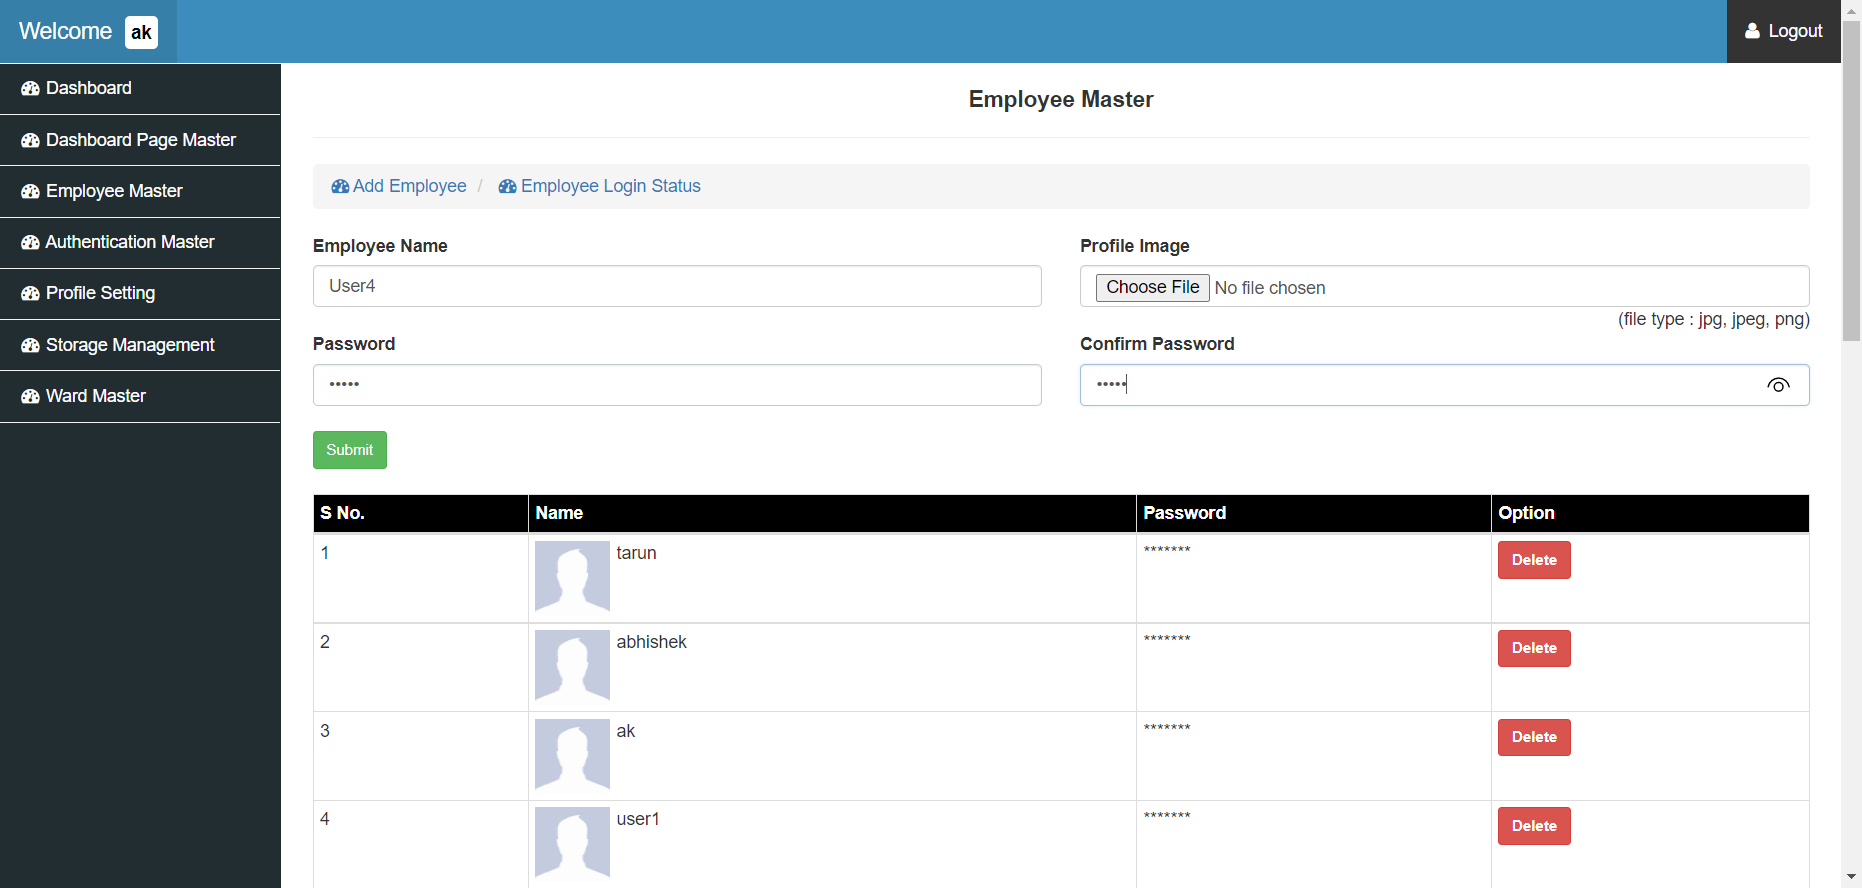 Welcome ak
Logout
Dashboard
Dashboard Page Master
Employee Master
Authentication Master
Profile Setting
Storage Management
Ward Master
Employee Master
Add Employee / Employee Login Status
Employee Name
User4
Profile Image
Choose File No file chosen
(file type : jpg, jpeg, png)
Password
•••••
Confirm Password
•••••
Submit
S No. Name Password Option
1 tarun ******* Delete
2 abhishek ******* Delete
3 ak ******* Delete
4 user1 ******* Delete